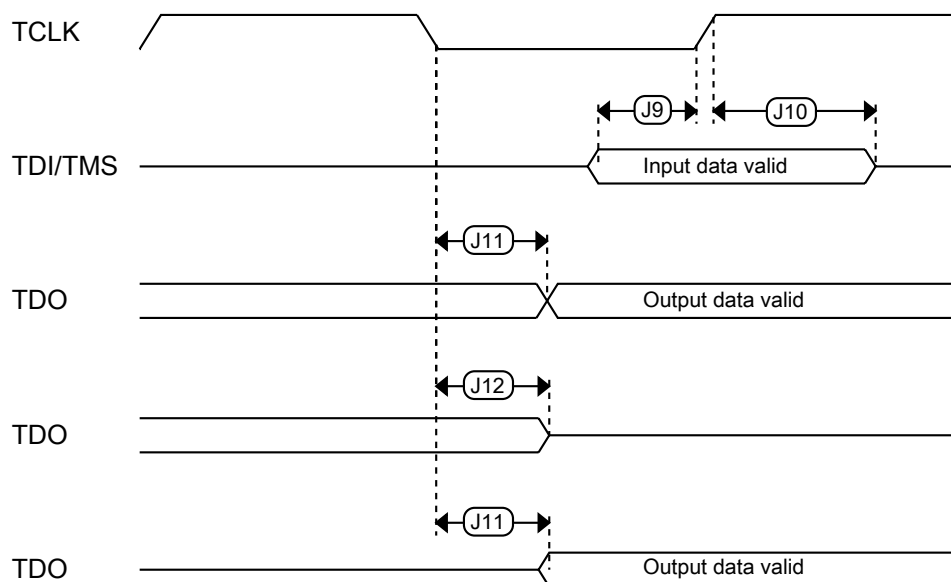 TCLK
J9
J10
TDI/TMS
Input data valid
J11
TDO
Output data valid
J12
TDO
J11
TDO
Output data valid